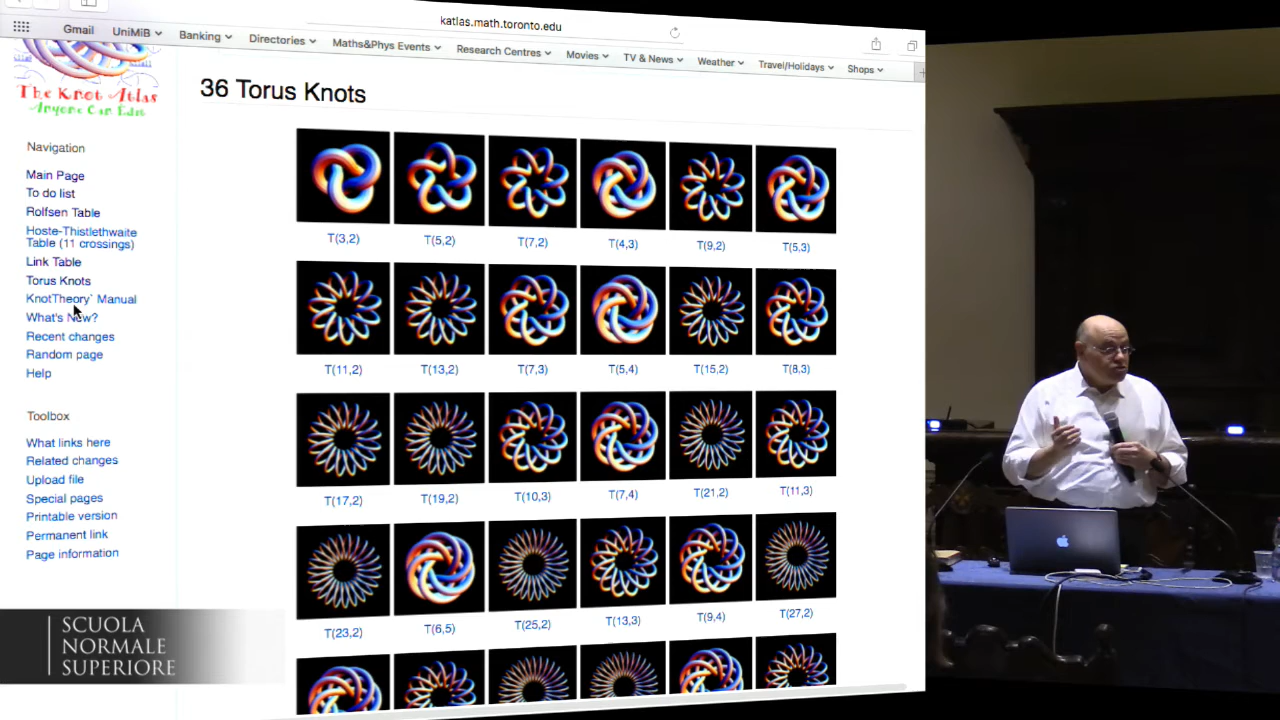 katlas.math.toronto.edu
Gmail UniMiB Banking Directories Maths&Phys Events Research Centres Movies TV & News Weather Travel/Holidays Shops
The Knot Atlas
Anyone Can Edit
36 Torus Knots
Navigation
Main Page
To do list
Rolfsen Table
Hoste-Thistlethwaite
Table (11 crossings)
Link Table
Torus Knots
KnotTheory` Manual
What's New?
Recent changes
Random page
Help
Toolbox
What links here
Related changes
Upload file
Special pages
Printable version
Permanent link
Page information
T(3,2) T(5,2) T(7,2) T(4,3) T(9,2) T(5,3)
T(11,2) T(13,2) T(7,3) T(5,4) T(15,2) T(8,3)
T(17,2) T(19,2) T(10,3) T(7,4) T(21,2) T(11,3)
T(23,2) T(6,5) T(25,2) T(13,3) T(9,4) T(27,2)
SCUOLA
NORMALE
SUPERIORE